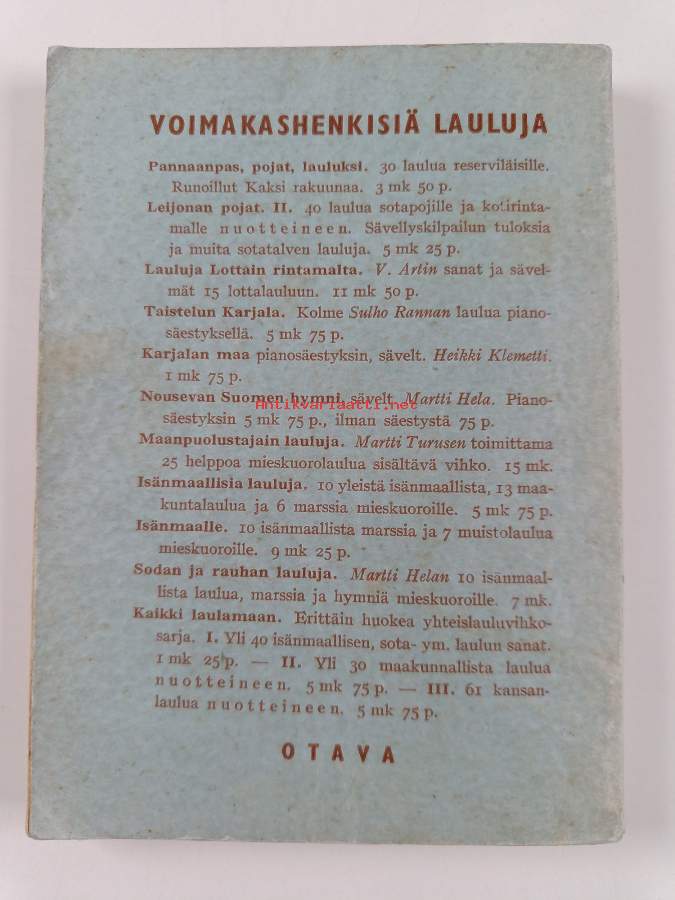 VOIMAKASHENKISIÄ LAULUJA
Pannaanpas, pojat, lauluksi. 30 laulua reserviläisille.
Runoillut Kaksi rakuunaa. 3 mk 50 p.
Leijonan pojat. II. 40 laulua sotapojille ja kotirinta-
malle nuotteineen. Sävellyskilpailun tuloksia
ja muita sotatalven lauluja. 5 mk 25 p.
Lauluja Lottain rintamalta. V. Artin sanat ja sävel-
mät 15 lottalauluun. 11 mk 50 p.
Taistelun Karjala. Kolme Sulho Rannan laulua piano-
säestyksellä. 5 mk 75 p.
Karjalan maa pianosäestyksin, sävelt. Heikki Klemetti.
1 mk 75 p.
Nousevan Suomen hymni, sävelt. Martti Hela. Piano-
Antikvariaatti.net
säestyksin 5 mk 75 p., ilman säestystä 75 p.
Maanpuolustajain lauluja. Martti Turusen toimittama
25 helppoa mieskuorolaulua sisältävä vihko. 15 mk.
Isänmaallisia lauluja. 10 yleistä isänmaallista, 13 maa-
kuntalaulua ja 6 marssia mieskuoroille. 5 mk 75 p.
Isänmaalle. 10 isänmaallista marssia ja 7 muistolaulua
mieskuoroille. 9 mk 25 p.
Sodan ja rauhan lauluja. Martti Helan 10 isänmaal-
lista laulua, marssia ja hymniä mieskuoroille. 7 mk.
Kaikki laulamaan. Erittäin huokea yhteislauluvihko-
sarja. I. Yli 40 isänmaallisen, sota- ym. laulun sanat.
1 mk 25 p. — II. Yli 30 maakunnallista laulua
nuotteineen. 5 mk 75 p. — III. 61 kansan-
laulua nuotteineen. 5 mk 75 p.
OTAVA